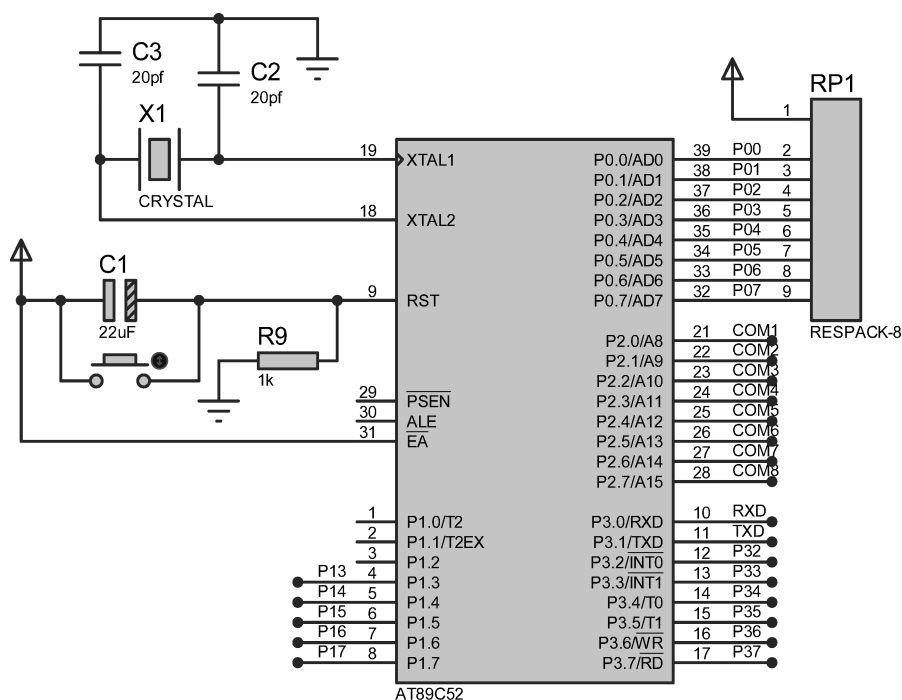 C3
20pf
C2
20pf
X1
CRYSTAL
RP1
1
19 XTAL1
18 XTAL2
C1
22uF
9 RST
R9
1k
29 PSEN
30 ALE
31 EA
1 P1.0/T2
2 P1.1/T2EX
3 P1.2
P13 4 P1.3
P14 5 P1.4
P15 6 P1.5
P16 7 P1.6
P17 8 P1.7
P0.0/AD0 39 P00 2
P0.1/AD1 38 P01 3
P0.2/AD2 37 P02 4
P0.3/AD3 36 P03 5
P0.4/AD4 35 P04 6
P0.5/AD5 34 P05 7
P0.6/AD6 33 P06 8
P0.7/AD7 32 P07 9
RESPACK-8
P2.0/A8 21 COM1
P2.1/A9 22 COM2
P2.2/A10 23 COM3
P2.3/A11 24 COM4
P2.4/A12 25 COM5
P2.5/A13 26 COM6
P2.6/A14 27 COM7
P2.7/A15 28 COM8
P3.0/RXD 10 RXD
P3.1/TXD 11 TXD
P3.2/INT0 12 P32
P3.3/INT1 13 P33
P3.4/T0 14 P34
P3.5/T1 15 P35
P3.6/WR 16 P36
P3.7/RD 17 P37
AT89C52